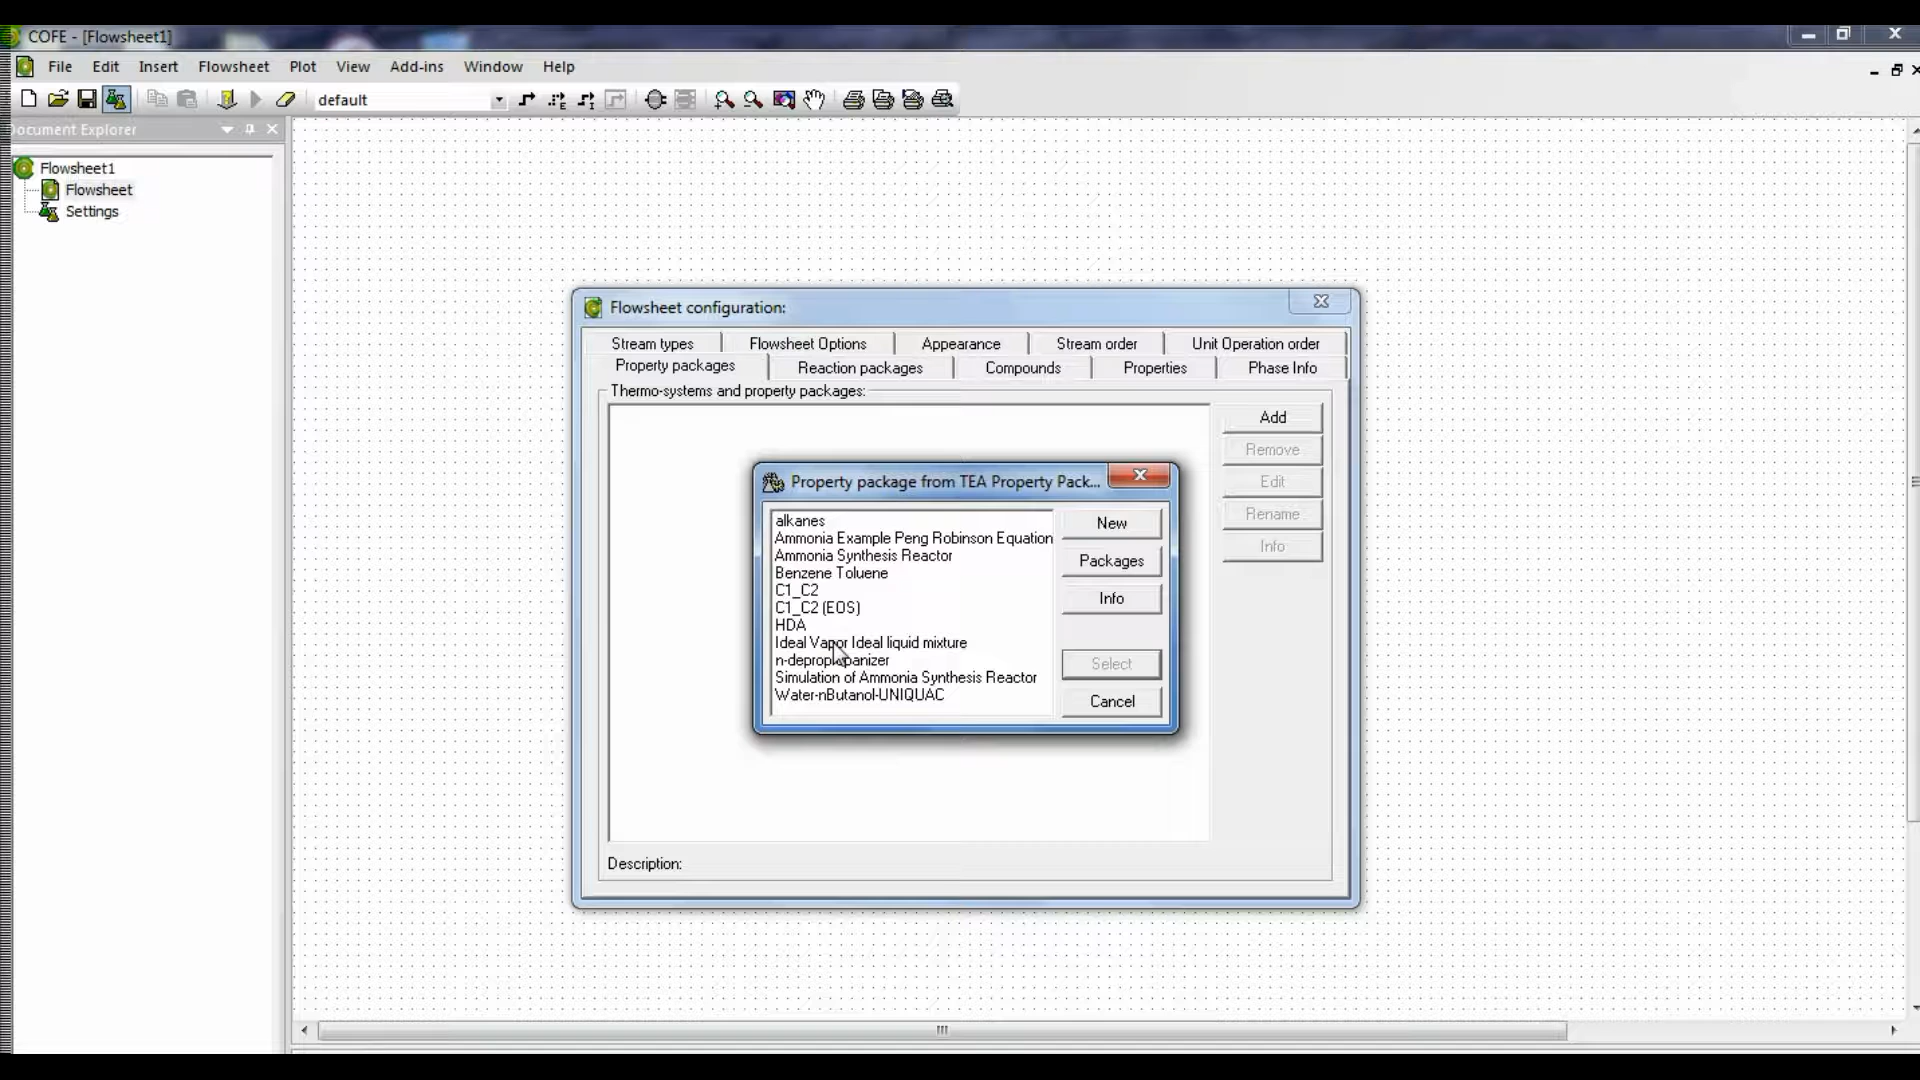 COFE - [Flowsheet1]
File Edit Insert Flowsheet Plot View Add-ins Window Help
default
ocument Explorer
Flowsheet1
Flowsheet
Settings
Flowsheet configuration:
Stream types Flowsheet Options Appearance Stream order Unit Operation order
Property packages Reaction packages Compounds Properties Phase Info
Thermo-systems and property packages:
Add
Remove
Edit
Rename
Info
Property package from TEA Property Pack...
alkanes
Ammonia Example Peng Robinson Equation
Ammonia Synthesis Reactor
Benzene Toluene
C1_C2
C1_C2 (EOS)
HDA
Ideal Vapor Ideal liquid mixture
Simulation of Ammonia Synthesis Reactor
Water-nButanol-UNIQUAC
New
Packages
Info
Select
Cancel
Description: